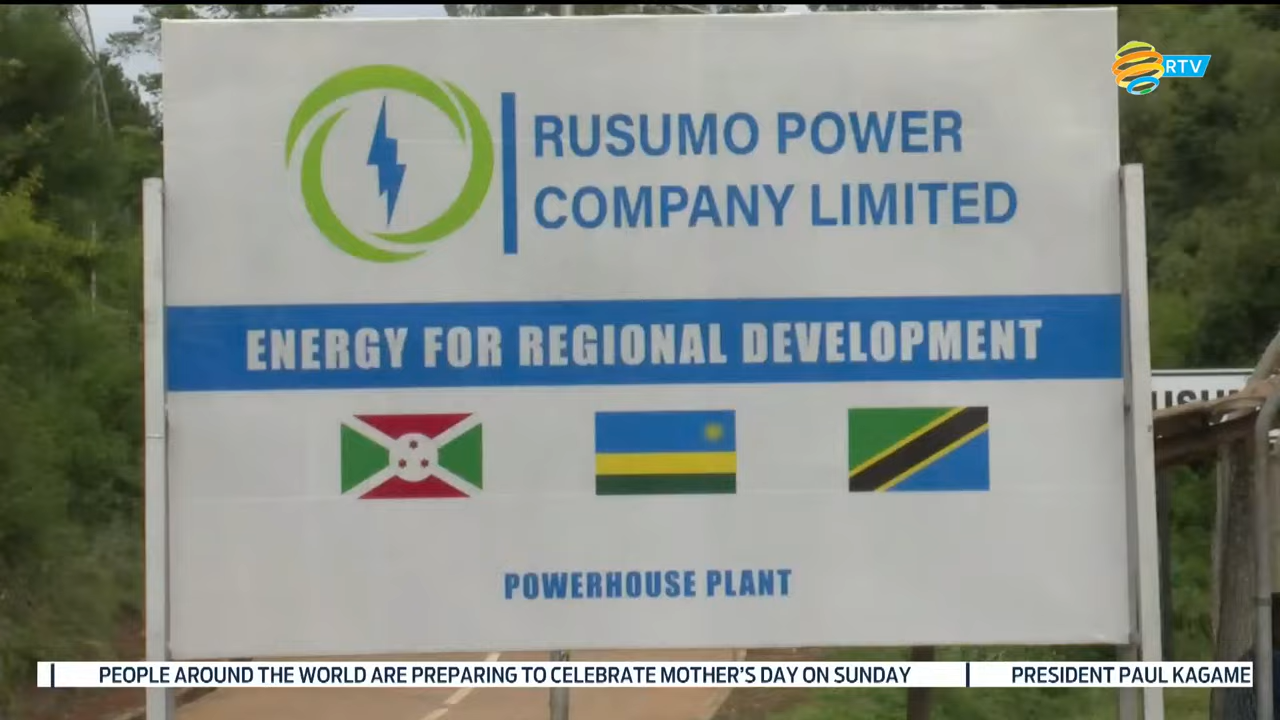 RTV
RUSUMO POWER
COMPANY LIMITED
ENERGY FOR REGIONAL DEVELOPMENT
POWERHOUSE PLANT
PEOPLE AROUND THE WORLD ARE PREPARING TO CELEBRATE MOTHER'S DAY ON SUNDAY
PRESIDENT PAUL KAGAME